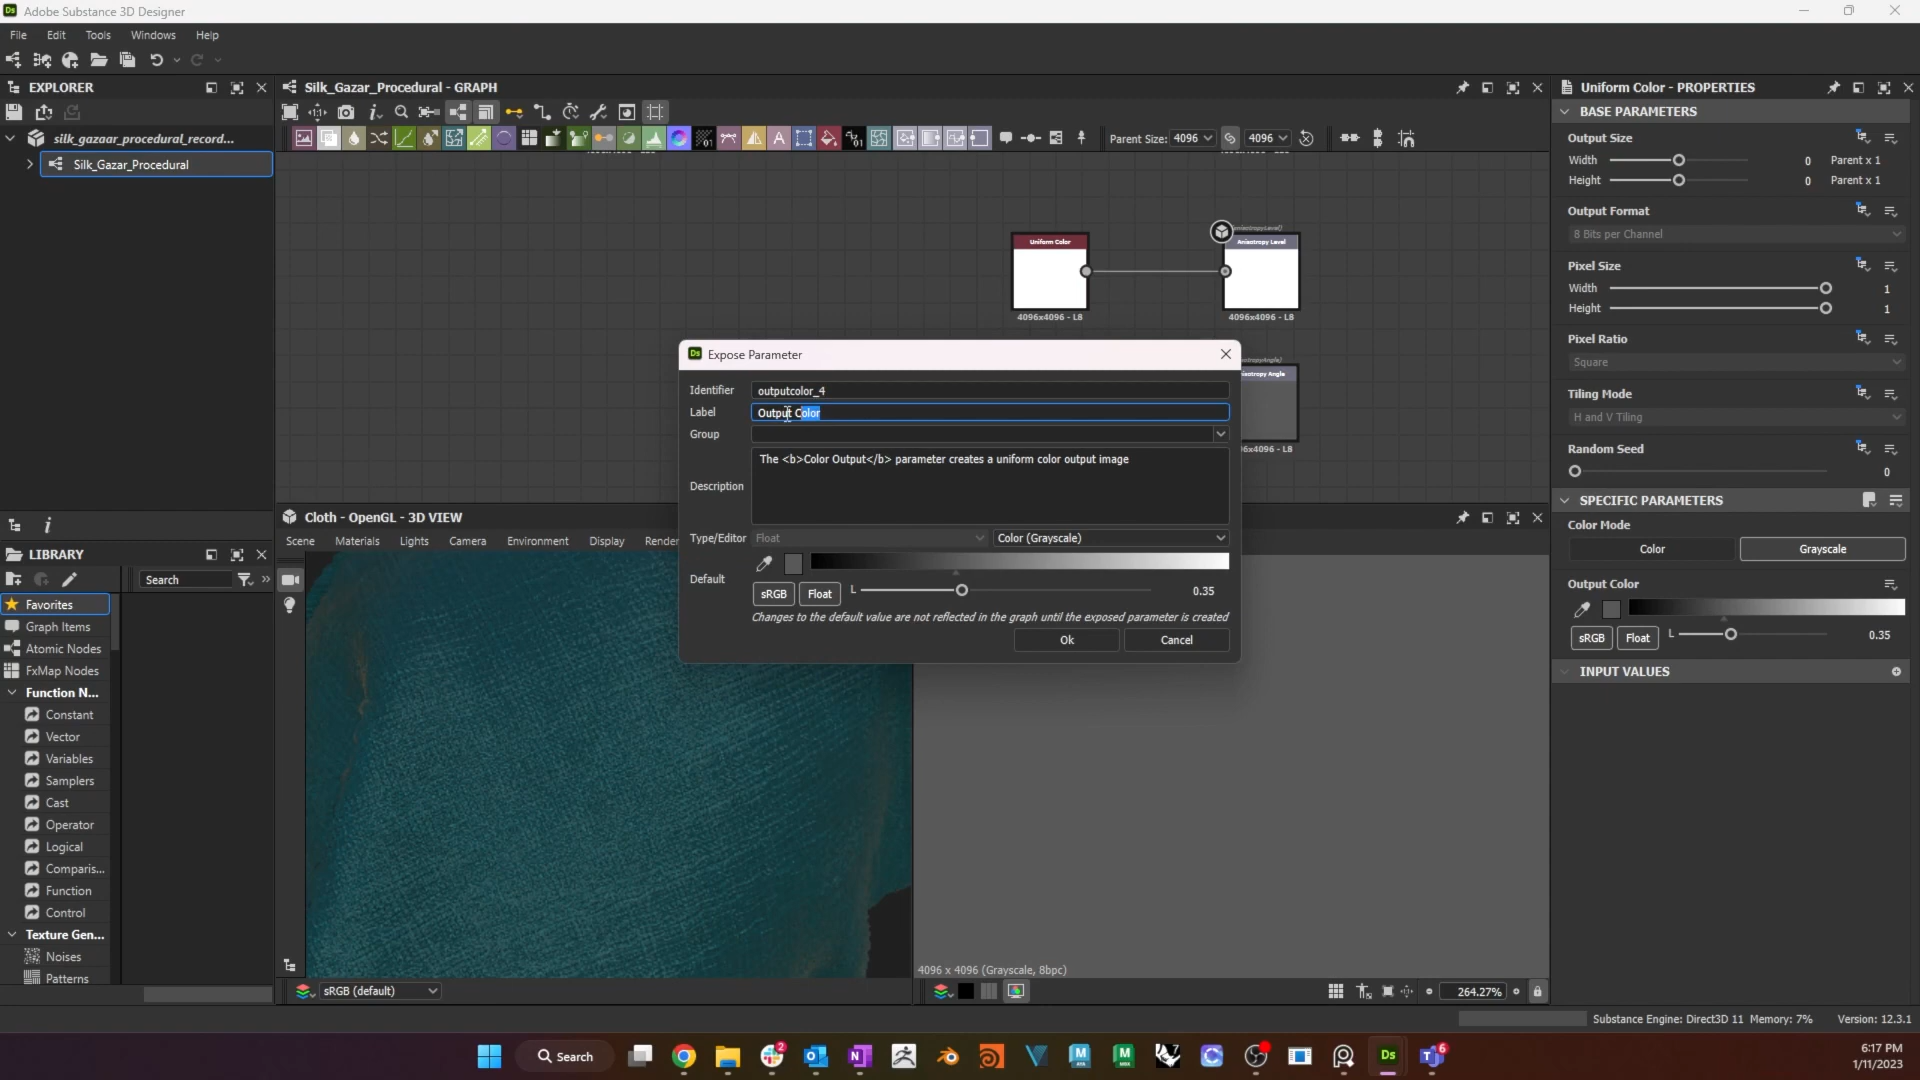 Adobe Substance 3D Designer
File Edit Tools Windows Help
EXPLORER
silk_gazaar_procedural_record...
Silk_Gazar_Procedural
Silk_Gazar_Procedural - GRAPH
Parent Size: 4096 4096
Uniform Color
4096x4096 - L8
Anisotropy Level
4096x4096 - L8
6x4096 - L8
Expose Parameter
Identifier outputcolor_4
Label Output Color
Group
Description The <b>Color Output</b> parameter creates a uniform color output image
Type/Editor Float Color (Grayscale)
Default
sRGB Float L 0.35
Changes to the default value are not reflected in the graph until the exposed parameter is created
Ok Cancel
Cloth - OpenGL - 3D VIEW
Scene Materials Lights Camera Environment Display Render
sRGB (default)
4096 x 4096 (Grayscale, 8bpc)
264.27%
LIBRARY
Search
Favorites
Graph Items
Atomic Nodes
FxMap Nodes
Function N...
Constant
Vector
Variables
Samplers
Cast
Operator
Logical
Comparis...
Function
Control
Texture Gen...
Noises
Patterns
Uniform Color - PROPERTIES
BASE PARAMETERS
Output Size
Width 0 Parent x 1
Height 0 Parent x 1
Output Format
8 Bits per Channel
Pixel Size
Width 1
Height 1
Pixel Ratio
Square
Tiling Mode
H and V Tiling
Random Seed
0
SPECIFIC PARAMETERS
Color Mode
Color Grayscale
Output Color
sRGB Float L 0.35
INPUT VALUES
Substance Engine: Direct3D 11 Memory: 7% Version: 12.3.1
Search
6:17 PM
1/11/2023